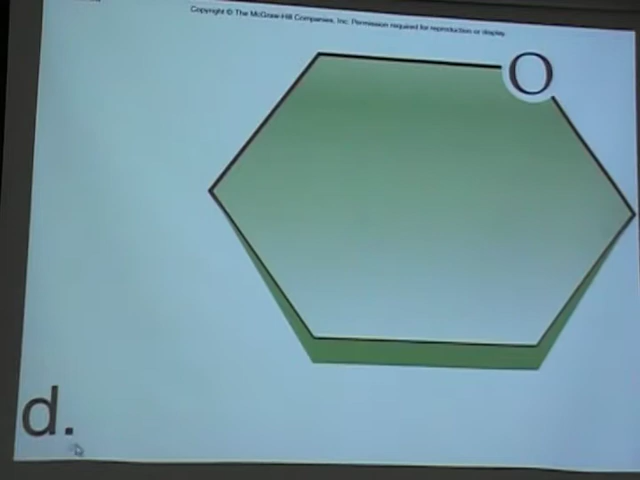 Copyright © The McGraw-Hill Companies, Inc. Permission required for reproduction or display.
O
d.